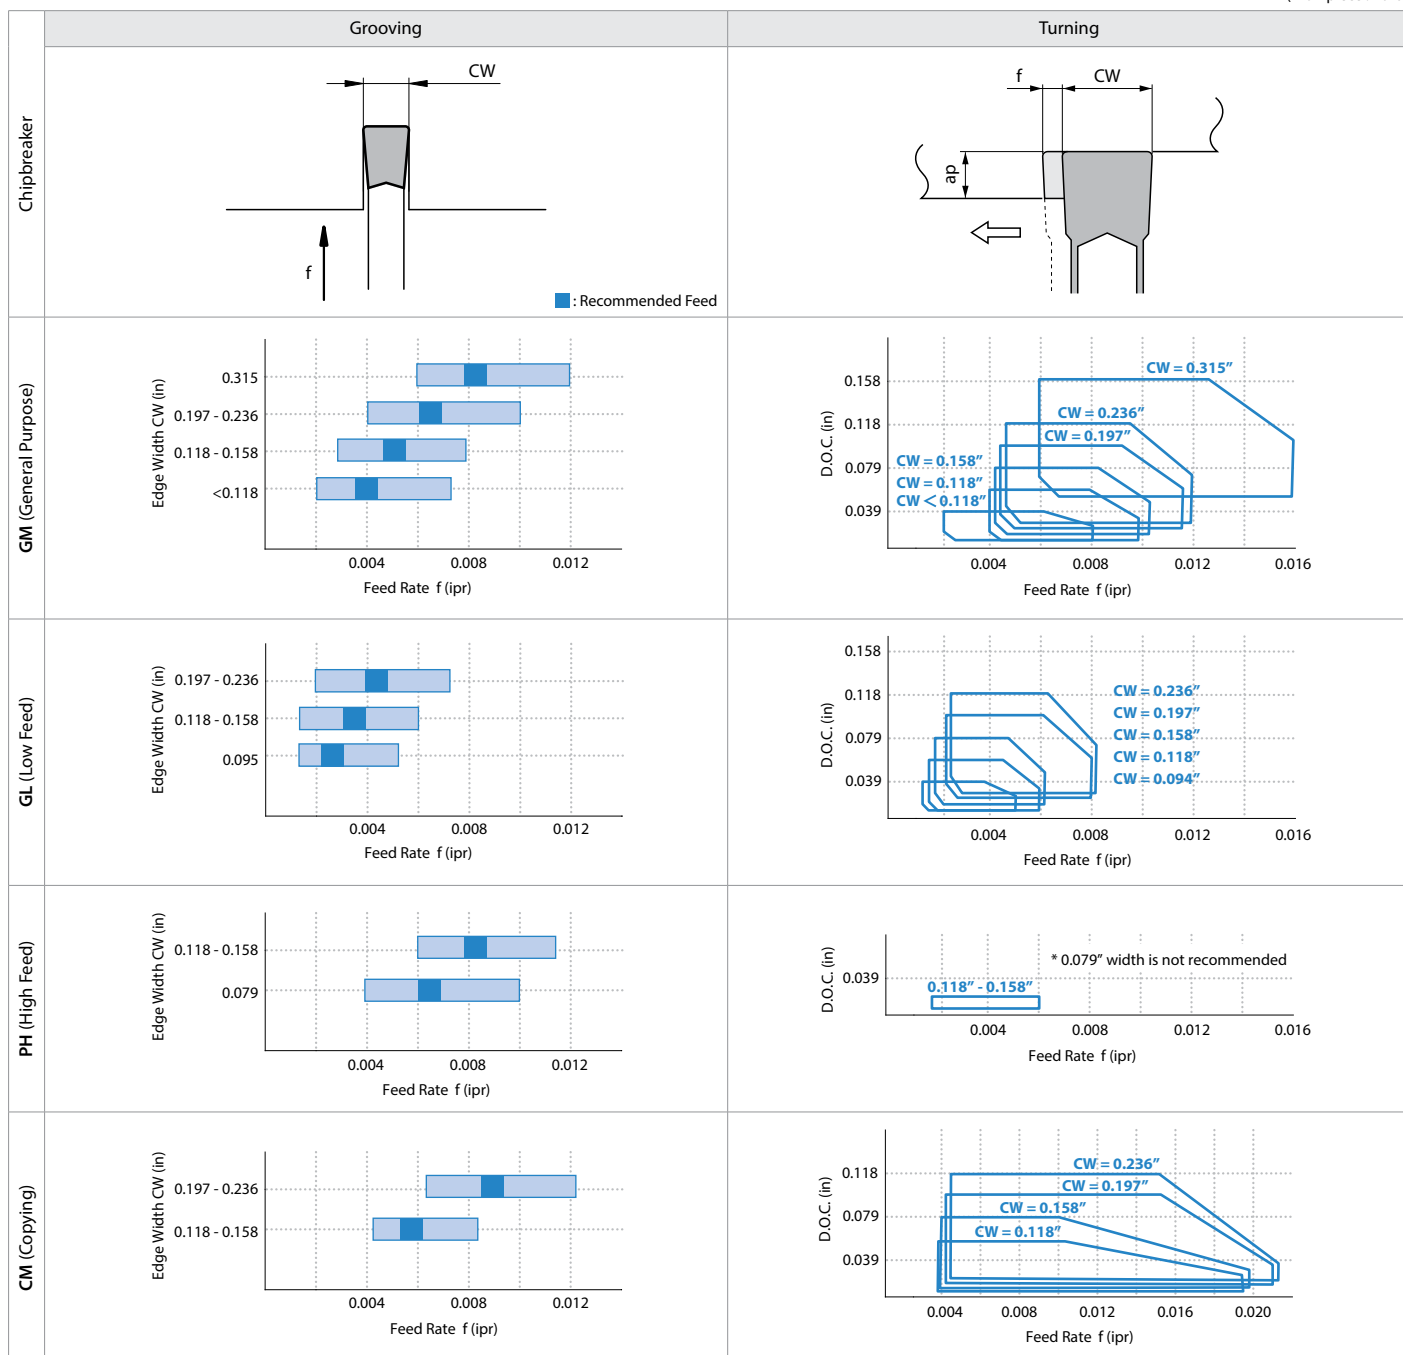 Grooving
Turning
Chipbreaker
CW
f
: Recommended Feed
f
CW
ap
GM (General Purpose)
Edge Width CW (in)
0.315
0.197 - 0.236
0.118 - 0.158
<0.118
0.004
0.008
0.012
Feed Rate f (ipr)
D.O.C. (in)
0.158
0.118
0.079
0.039
CW = 0.315″
CW = 0.236″
CW = 0.197″
CW = 0.158″
CW = 0.118″
CW < 0.118″
0.004
0.008
0.012
0.016
Feed Rate f (ipr)
GL (Low Feed)
Edge Width CW (in)
0.197 - 0.236
0.118 - 0.158
0.095
0.004
0.008
0.012
Feed Rate f (ipr)
D.O.C. (in)
0.158
0.118
0.079
0.039
CW = 0.236″
CW = 0.197″
CW = 0.158″
CW = 0.118″
CW = 0.094″
0.004
0.008
0.012
0.016
Feed Rate f (ipr)
PH (High Feed)
Edge Width CW (in)
0.118 - 0.158
0.079
0.004
0.008
0.012
Feed Rate f (ipr)
D.O.C. (in)
0.039
* 0.079″ width is not recommended
0.118″ - 0.158″
0.004
0.008
0.012
0.016
Feed Rate f (ipr)
CM (Copying)
Edge Width CW (in)
0.197 - 0.236
0.118 - 0.158
0.004
0.008
0.012
Feed Rate f (ipr)
D.O.C. (in)
0.118
0.079
0.039
CW = 0.236″
CW = 0.197″
CW = 0.158″
CW = 0.118″
0.004
0.008
0.012
0.016
0.020
Feed Rate f (ipr)